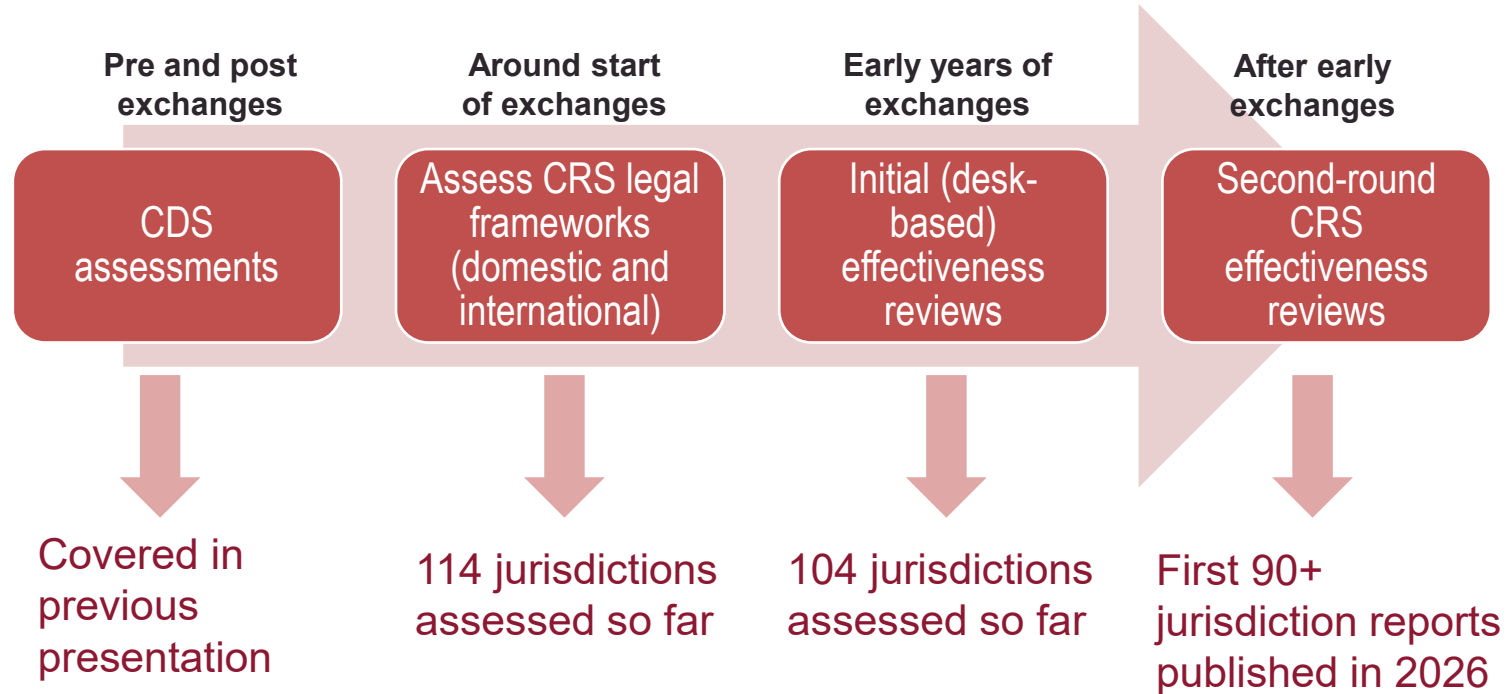 Pre and post
exchanges
Around start
of exchanges
Early years of
exchanges
After early
exchanges
CDS
assessments
Assess CRS legal
frameworks
(domestic and
international)
Initial (desk-
based)
effectiveness
reviews
Second-round
CRS
effectiveness
reviews
Covered in
previous
presentation
114 jurisdictions
assessed so far
104 jurisdictions
assessed so far
First 90+
jurisdiction reports
published in 2026